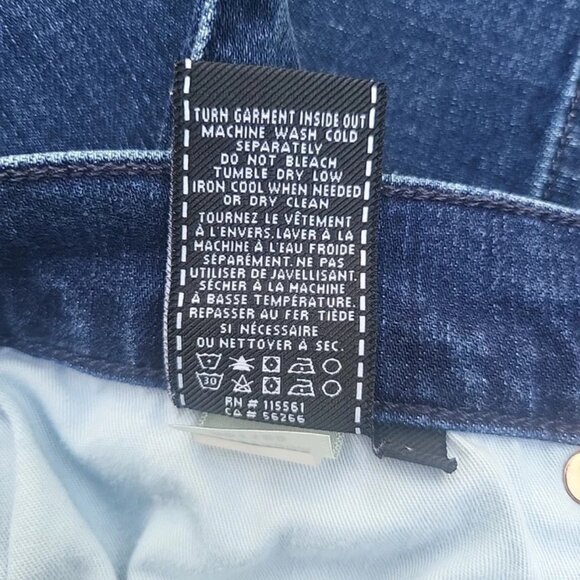 TURN GARMENT INSIDE OUT
MACHINE WASH COLD
SEPARATELY
DO NOT BLEACH
TUMBLE DRY LOW
IRON COOL WHEN NEEDED
OR DRY CLEAN
TOURNEZ LE VÊTEMENT
À L'ENVERS.LAVER À LA
MACHINE À L'EAU FROIDE
SÉPARÉMENT. NE PAS
UTILISER DE JAVELLISANT.
SÉCHER À LA MACHINE
À BASSE TEMPÉRATURE.
REPASSER AU FER TIÈDE
SI NÉCESSAIRE
OU NETTOYER À SEC.
30
RN # 115561
CA # 56266